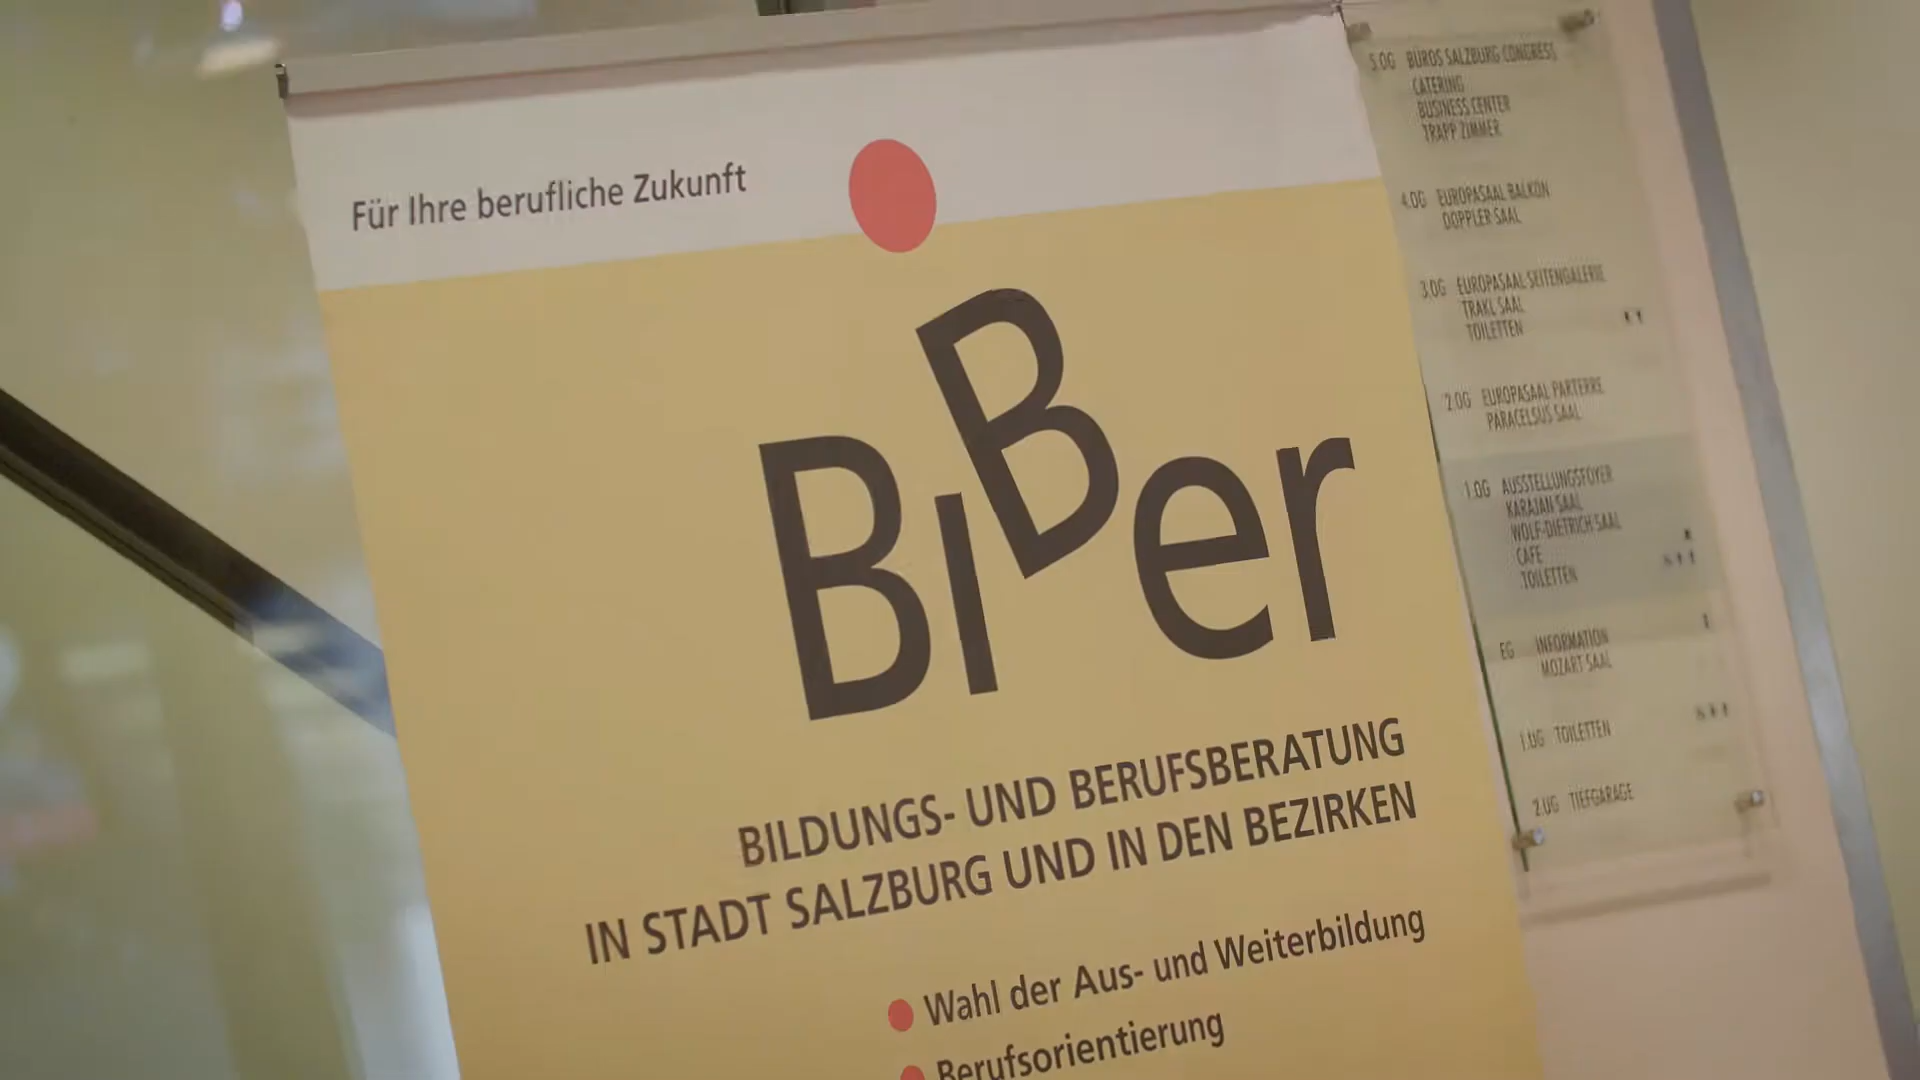 Für Ihre berufliche Zukunft
BiBer
BILDUNGS- UND BERUFSBERATUNG
IN STADT SALZBURG UND IN DEN BEZIRKEN
Wahl der Aus- und Weiterbildung
Berufsorientierung
5.OG BÜROS SALZBURG CONGRESS
CATERING
BUSINESS CENTER
TRAPP ZIMMER
4.OG EUROPASAAL BALKON
DOPPLER SAAL
3.OG EUROPASAAL SEITENGALERIE
TRAKL SAAL
TOILETTEN
2.OG EUROPASAAL PARTERRE
PARACELSUS SAAL
1.OG AUSSTELLUNGSFOYER
KARAJAN SAAL
WOLF-DIETRICH SAAL
CAFE
TOILETTEN
EG INFORMATION
MOZART SAAL
1.UG TOILETTEN
2.UG TIEFGARAGE